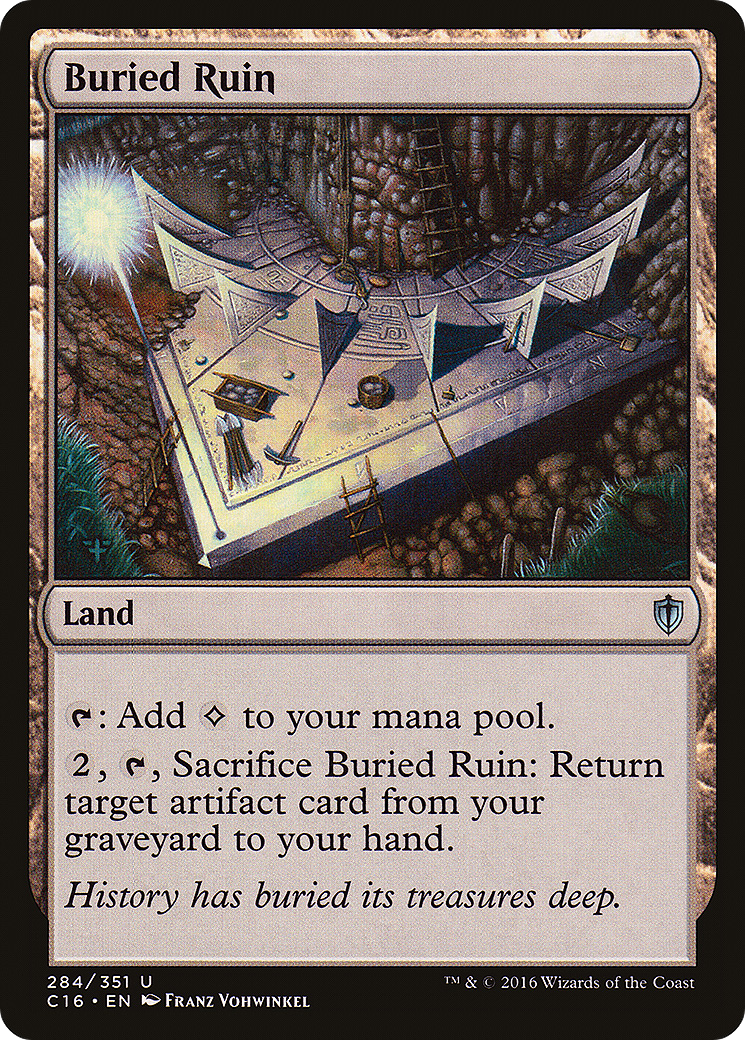 Buried Ruin
Land
: Add to your mana pool.
2, , Sacrifice Buried Ruin: Return
target artifact card from your
graveyard to your hand.
History has buried its treasures deep.
284/351 U
™ & © 2016 Wizards of the Coast
C16 • EN Franz Vohwinkel